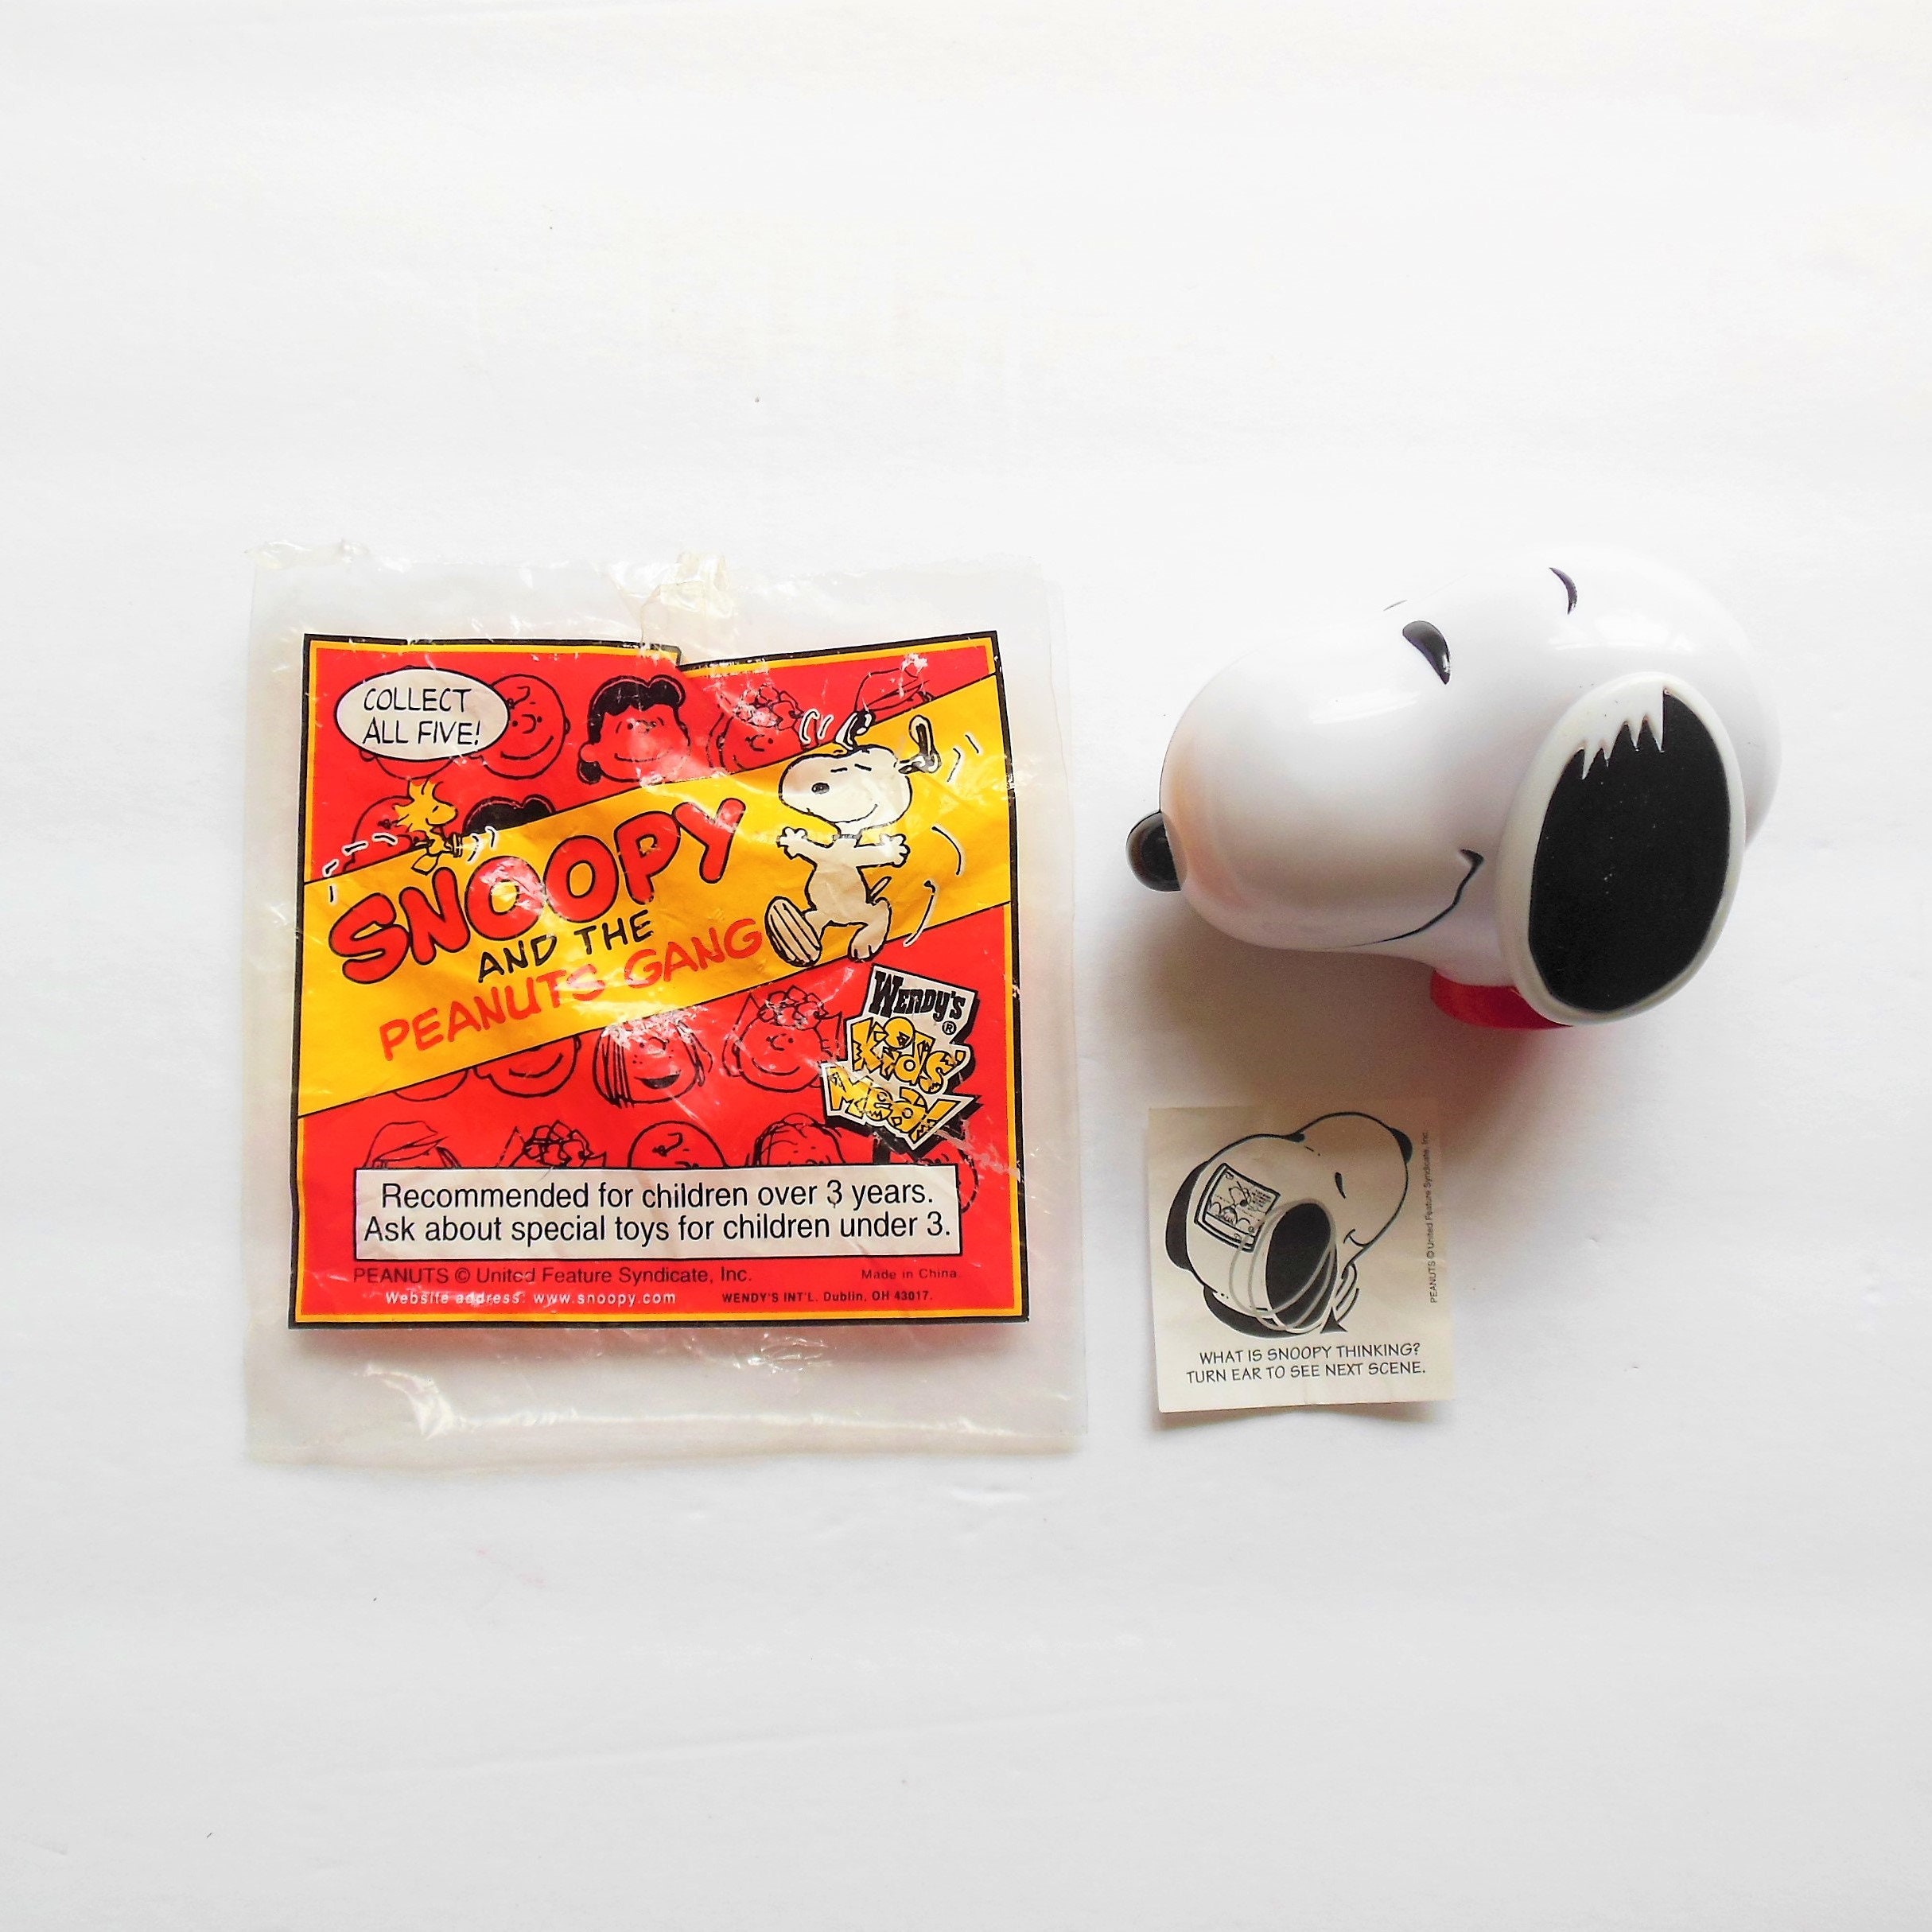 COLLECT
ALL FIVE!
SNOOPY
AND THE
PEANUTS GANG
WENDY'S®
Kids'
Meal!
Recommended for children over 3 years.
Ask about special toys for children under 3.
PEANUTS © United Feature Syndicate, Inc.
Made in China.
Website address: www.snoopy.com
WENDY'S INT'L. Dublin, OH 43017.
PEANUTS © United Feature Syndicate, Inc.
WHAT IS SNOOPY THINKING?
TURN EAR TO SEE NEXT SCENE.